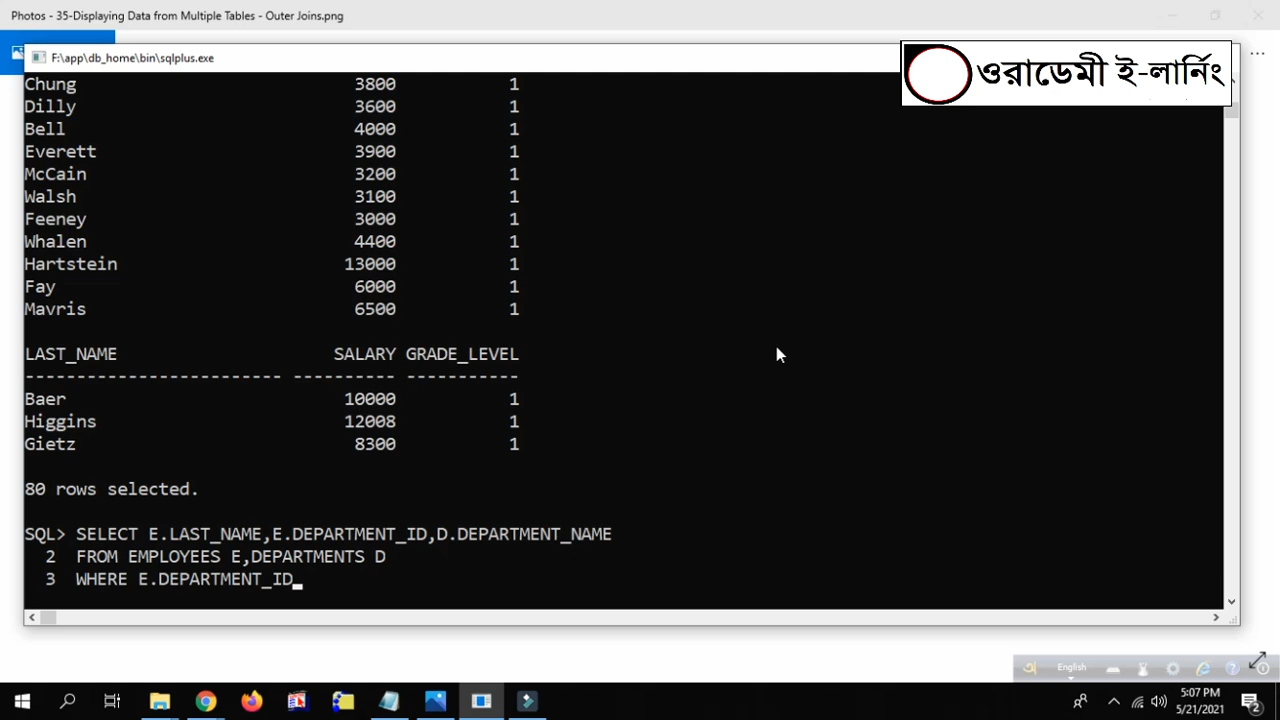 Photos - 35-Displaying Data from Multiple Tables - Outer Joins.png
F:\app\db_home\bin\sqlplus.exe
ওরাডেমী ই-লার্নিং
Chung 3800 1
Dilly 3600 1
Bell 4000 1
Everett 3900 1
McCain 3200 1
Walsh 3100 1
Feeney 3000 1
Whalen 4400 1
Hartstein 13000 1
Fay 6000 1
Mavris 6500 1
LAST_NAME SALARY GRADE_LEVEL
------------------------- ---------- -----------
Baer 10000 1
Higgins 12008 1
Gietz 8300 1
80 rows selected.
SQL> SELECT E.LAST_NAME,E.DEPARTMENT_ID,D.DEPARTMENT_NAME
2 FROM EMPLOYEES E,DEPARTMENTS D
3 WHERE E.DEPARTMENT_ID_
অ English
5:07 PM
5/21/2021
2